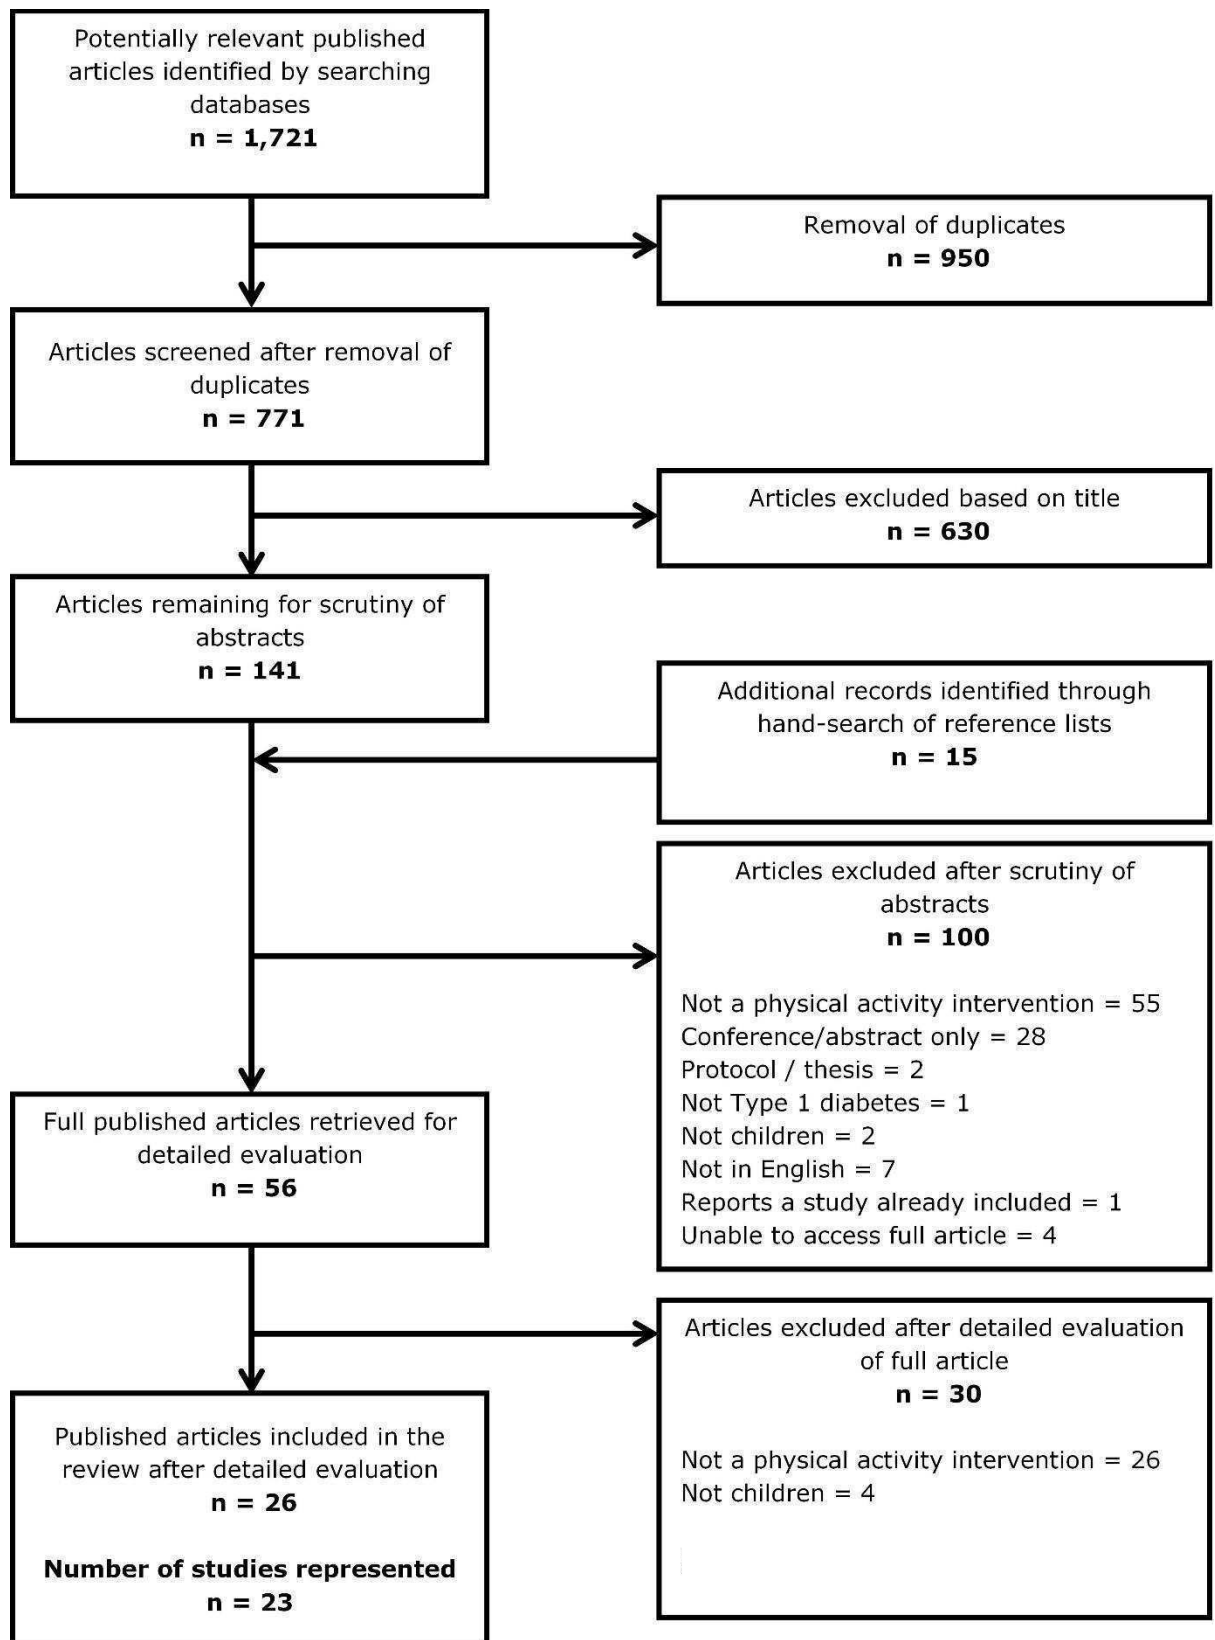 Potentially relevant published
articles identified by searching
databases
n = 1,721
Removal of duplicates
n = 950
Articles screened after removal of
duplicates
n = 771
Articles excluded based on title
n = 630
Articles remaining for scrutiny of
abstracts
n = 141
Additional records identified through
hand-search of reference lists
n = 15
Articles excluded after scrutiny of
abstracts
n = 100
Not a physical activity intervention = 55
Conference/abstract only = 28
Protocol / thesis = 2
Not Type 1 diabetes = 1
Not children = 2
Not in English = 7
Reports a study already included = 1
Unable to access full article = 4
Full published articles retrieved for
detailed evaluation
n = 56
Articles excluded after detailed evaluation
of full article
n = 30
Not a physical activity intervention = 26
Not children = 4
Published articles included in the
review after detailed evaluation
n = 26
Number of studies represented
n = 23